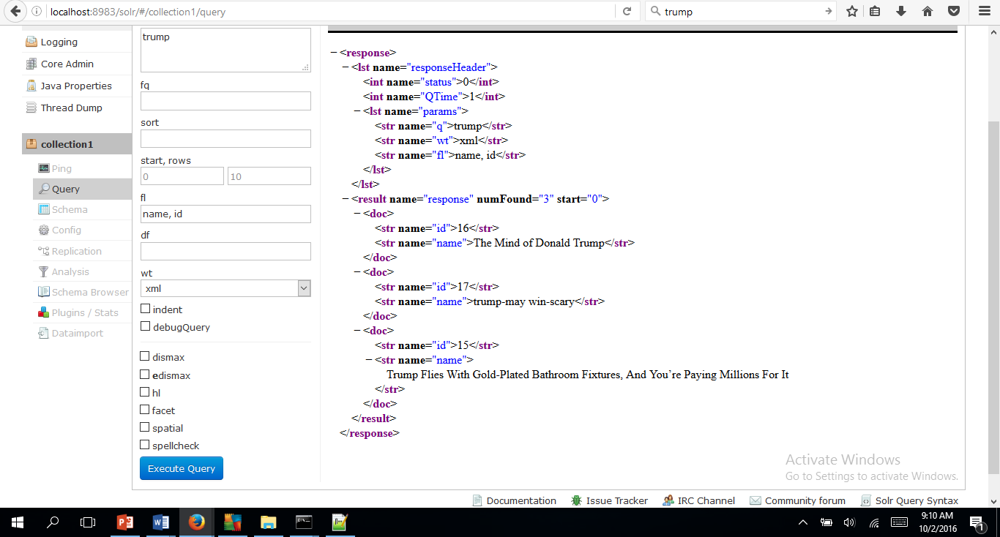 localhost:8983/solr/#/collection1/query
trump
Logging
Core Admin
Java Properties
Thread Dump
collection1
Ping
Query
Schema
Config
Replication
Analysis
Schema Browser
Plugins / Stats
Dataimport
trump
fq
sort
start, rows
0 10
fl
name, id
df
wt
xml
indent
debugQuery
dismax
edismax
hl
facet
spatial
spellcheck
Execute Query
− <response>
− <lst name="responseHeader">
<int name="status">0</int>
<int name="QTime">1</int>
− <lst name="params">
<str name="q">trump</str>
<str name="wt">xml</str>
<str name="fl">name, id</str>
</lst>
</lst>
− <result name="response" numFound="3" start="0">
− <doc>
<str name="id">16</str>
<str name="name">The Mind of Donald Trump</str>
</doc>
− <doc>
<str name="id">17</str>
<str name="name">trump-may win-scary</str>
</doc>
− <doc>
<str name="id">15</str>
− <str name="name">
Trump Flies With Gold-Plated Bathroom Fixtures, And You’re Paying Millions For It
</str>
</doc>
</result>
</response>
Activate Windows
Go to Settings to activate Windows.
Documentation Issue Tracker IRC Channel Community forum Solr Query Syntax
9:10 AM
10/2/2016
1